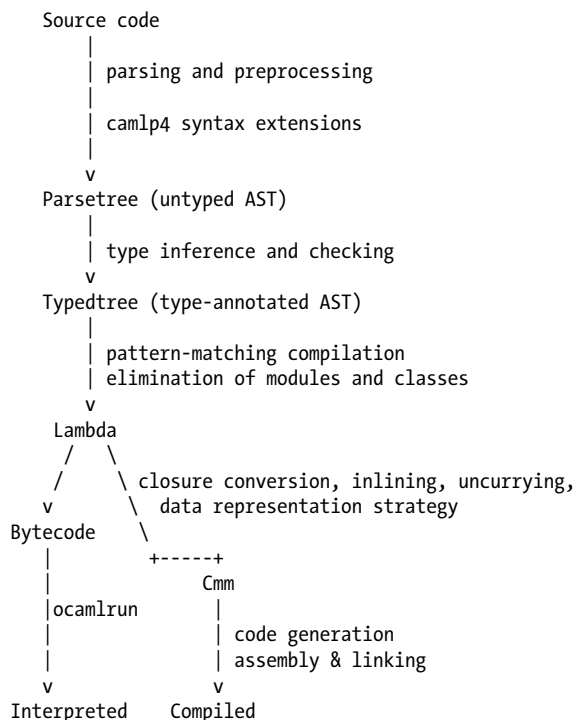 Source code
|
| parsing and preprocessing
|
| camlp4 syntax extensions
|
v
Parsetree (untyped AST)
|
| type inference and checking
v
Typedtree (type-annotated AST)
|
| pattern-matching compilation
| elimination of modules and classes
v
Lambda
/ \
/ \ closure conversion, inlining, uncurrying,
v \ data representation strategy
Bytecode \
| +-----+
| Cmm
|ocamlrun |
| | code generation
| | assembly & linking
v v
Interpreted Compiled